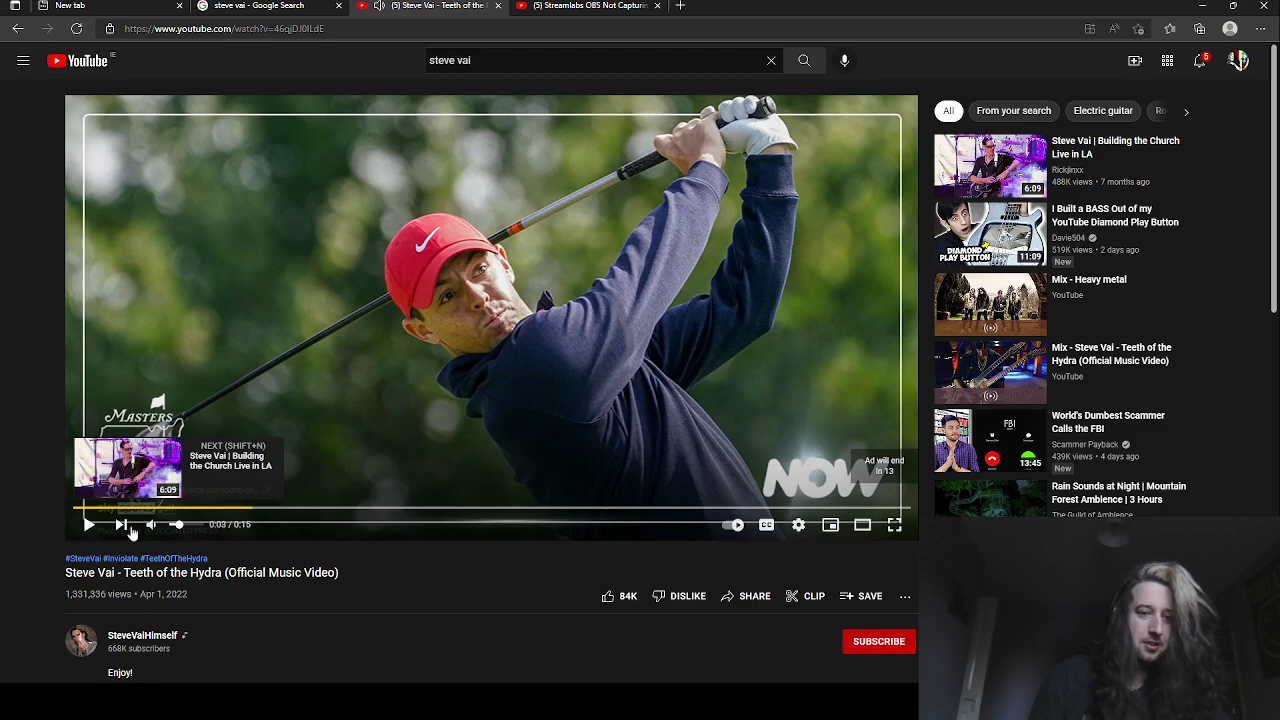 New tab
steve vai - Google Search
(5) Steve Vai - Teeth of the
(5) Streamlabs OBS Not Capturin
https://www.youtube.com/watch?v=46qjDJ0ILdE
YouTube IE
steve vai
5
All
From your search
Electric guitar
Ro
MASTERS
NEXT (SHIFT+N)
Steve Vai | Building
the Church Live in LA
6:09
NOW
Ad will end
in 13
0:03 / 0:15
CC
#SteveVai #Inviolate #TeethOfTheHydra
Steve Vai - Teeth of the Hydra (Official Music Video)
1,331,336 views • Apr 1, 2022
84K
DISLIKE
SHARE
CLIP
SAVE
SteveVaiHimself
668K subscribers
SUBSCRIBE
Enjoy!
6:09
Steve Vai | Building the Church
Live in LA
Rickjinxx
488K views • 7 months ago
DIAMOND
PLAY BUTTON
11:09
I Built a BASS Out of my
YouTube Diamond Play Button
Davie504
519K views • 2 days ago
New
Mix - Heavy metal
YouTube
Mix - Steve Vai - Teeth of the
Hydra (Official Music Video)
YouTube
FBI
13:45
World's Dumbest Scammer
Calls the FBI
Scammer Payback
439K views • 4 days ago
New
Rain Sounds at Night | Mountain
Forest Ambience | 3 Hours
The Guild of Ambience